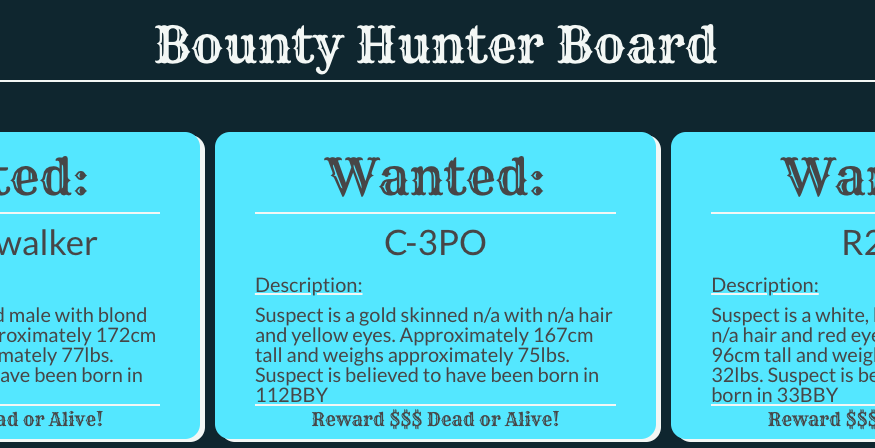 Bounty Hunter Board
ted:
walker
d male with blond
roximately 172cm
mately 77lbs.
ave been born in
ad or Alive!
Wanted:
C-3PO
Description:
Suspect is a gold skinned n/a with n/a hair
and yellow eyes. Approximately 167cm
tall and weighs approximately 75lbs.
Suspect is believed to have been born in
112BBY
Reward $$$ Dead or Alive!
Wan
R2
Description:
Suspect is a white,
n/a hair and red eye
96cm tall and weig
32lbs. Suspect is be
born in 33BBY
Reward $$$